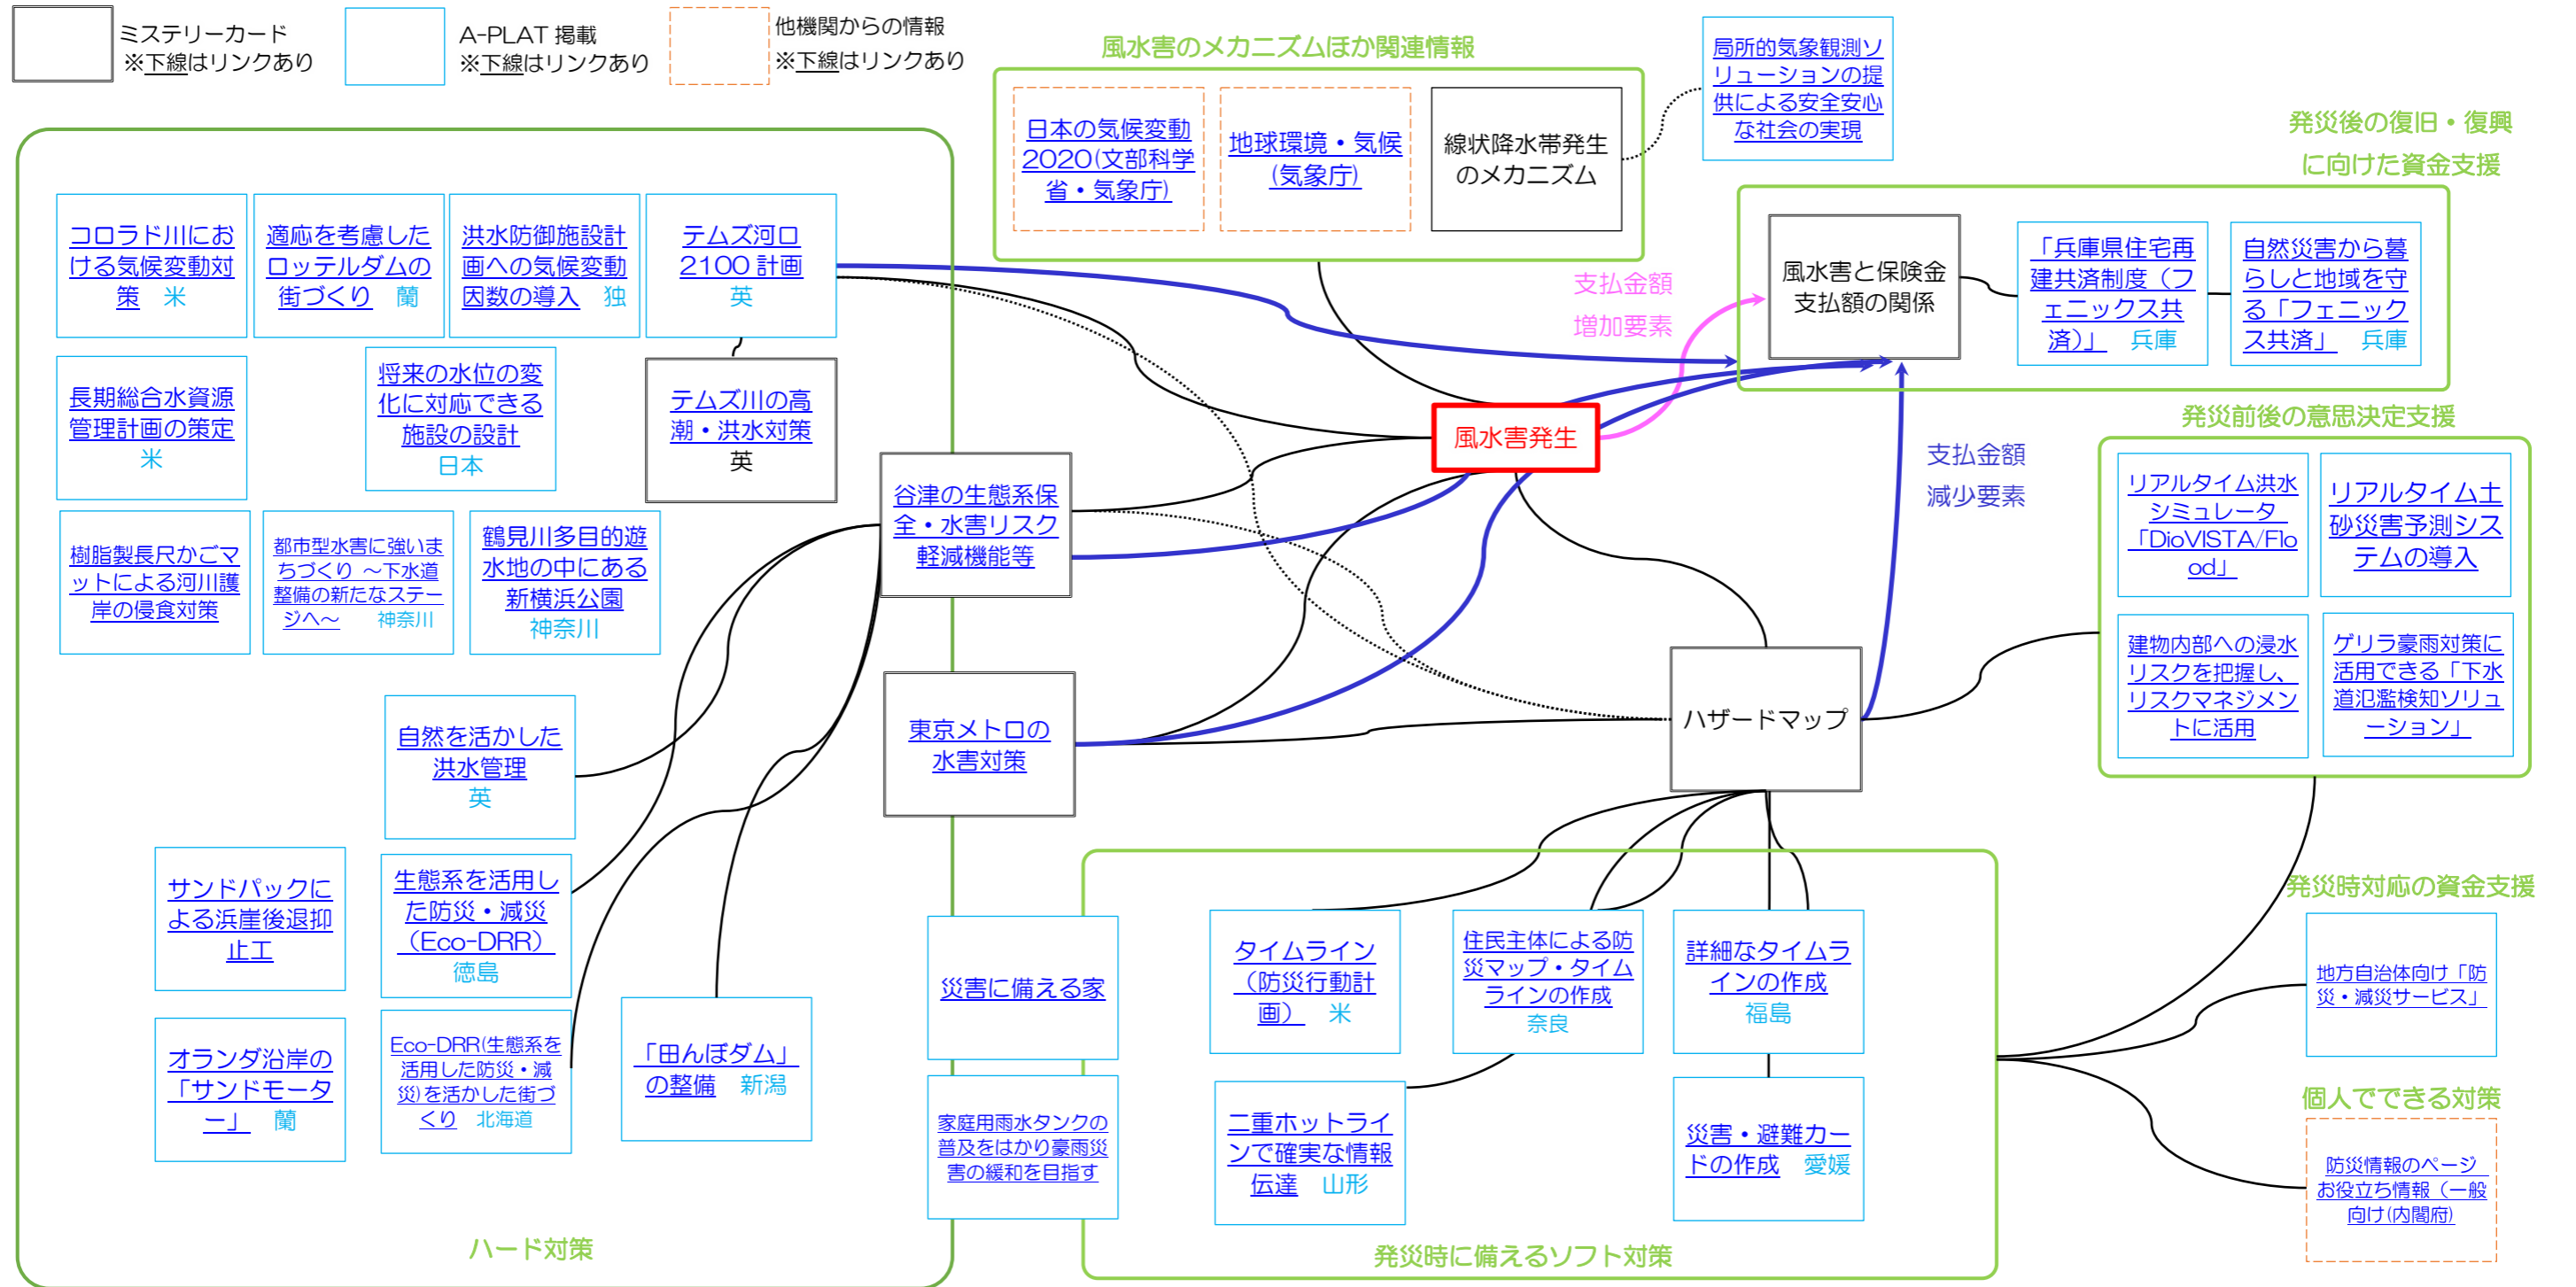 ミステリーカード
※下線はリンクあり
A-PLAT 掲載
※下線はリンクあり
他機関からの情報
※下線はリンクあり
風水害のメカニズムほか関連情報
日本の気候変動
2020(文部科学
省・気象庁)
地球環境・気候
(気象庁)
線状降水帯発生
のメカニズム
局所的気象観測ソ
リューションの提
供による安全安心
な社会の実現
発災後の復旧・復興
に向けた資金支援
風水害と保険金
支払額の関係
「兵庫県住宅再
建共済制度（フ
ェニックス共
済）」 兵庫
自然災害から暮
らしと地域を守
る「フェニック
ス共済」 兵庫
支払金額
増加要素
コロラド川にお
ける気候変動対
策 米
適応を考慮した
ロッテルダムの
街づくり 蘭
洪水防御施設計
画への気候変動
因数の導入 独
テムズ河口
2100 計画
英
長期総合水資源
管理計画の策定
米
将来の水位の変
化に対応できる
施設の設計
日本
テムズ川の高
潮・洪水対策
英
風水害発生
支払金額
減少要素
発災前後の意思決定支援
リアルタイム洪水
シミュレータ
「DioVISTA/Flo
od」
リアルタイム土
砂災害予測シス
テムの導入
建物内部への浸水
リスクを把握し、
リスクマネジメン
トに活用
ゲリラ豪雨対策に
活用できる「下水
道氾濫検知ソリュ
ーション」
樹脂製長尺かごマ
ットによる河川護
岸の侵食対策
都市型水害に強いま
ちづくり ～下水道
整備の新たなステー
ジへ～ 神奈川
鶴見川多目的遊
水地の中にある
新横浜公園
神奈川
谷津の生態系保
全・水害リスク
軽減機能等
東京メトロの
水害対策
ハザードマップ
自然を活かした
洪水管理
英
サンドパックに
よる浜崖後退抑
止工
生態系を活用し
た防災・減災
（Eco-DRR）
徳島
オランダ沿岸の
「サンドモータ
ー」 蘭
Eco-DRR(生態系を
活用した防災・減
災)を活かした街づ
くり 北海道
「田んぼダム」
の整備 新潟
災害に備える家
家庭用雨水タンクの
普及をはかり豪雨災
害の緩和を目指す
タイムライン
（防災行動計
画） 米
住民主体による防
災マップ・タイム
ラインの作成
奈良
詳細なタイムラ
インの作成
福島
二重ホットライ
ンで確実な情報
伝達 山形
災害・避難カー
ドの作成 愛媛
発災時対応の資金支援
地方自治体向け「防
災・減災サービス」
個人でできる対策
防災情報のページ
お役立ち情報（一般
向け(内閣府)
ハード対策
発災時に備えるソフト対策